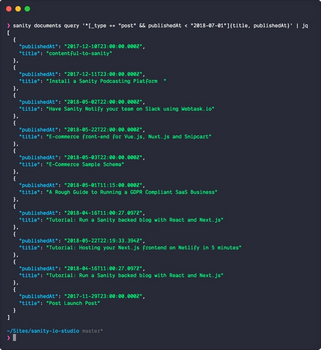 ❯ sanity documents query '*[_type == "post" && publishedAt < "2018-07-01"]{title, publishedAt}' | jq
[
{
"publishedAt": "2017-12-10T23:00:00.000Z",
"title": "contentful-to-sanity"
},
{
"publishedAt": "2017-12-11T23:00:00.000Z",
"title": "Install a Sanity Podcasting Platform  "
},
{
"publishedAt": "2018-05-02T22:00:00.000Z",
"title": "Have Sanity Notify your team on Slack using Webtask.io"
},
{
"publishedAt": "2018-05-22T22:00:00.000Z",
"title": "E-commerce front-end for Vue.js, Nuxt.js and Snipcart"
},
{
"publishedAt": "2018-05-03T22:00:00.000Z",
"title": "E-Commerce Sample Schema"
},
{
"publishedAt": "2018-05-01T11:15:00.000Z",
"title": "A Rough Guide to Running a GDPR Compliant SaaS Business"
},
{
"publishedAt": "2018-04-16T11:00:27.097Z",
"title": "Tutorial: Run a Sanity backed blog with React and Next.js"
},
{
"publishedAt": "2018-05-22T22:19:33.394Z",
"title": "Tutorial: Hosting your Next.js frontend on Netlify in 5 minutes"
},
{
"publishedAt": "2018-04-16T11:00:27.097Z",
"title": "Tutorial: Run a Sanity backed blog with React and Next.js"
},
{
"publishedAt": "2017-11-29T23:00:00.000Z",
"title": "Post Launch Post"
}
]
~/Sites/sanity-io-studio master*
❯